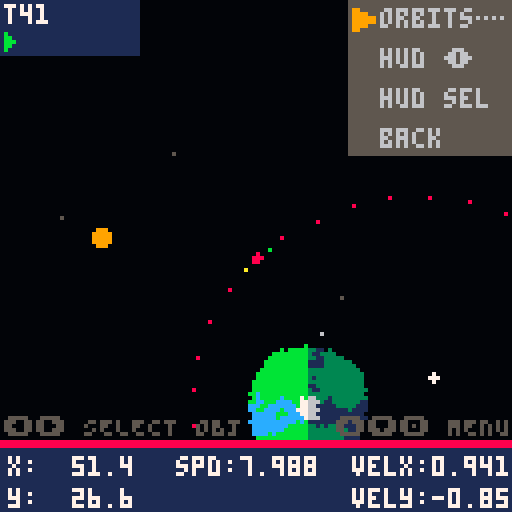 T41
ORBITS····
HUD
HUD SEL
BACK
SELECT OBJ MENU
X: 51.4 SPD:7.988 VELX:0.941
Y: 26.6 VELY:-0.85